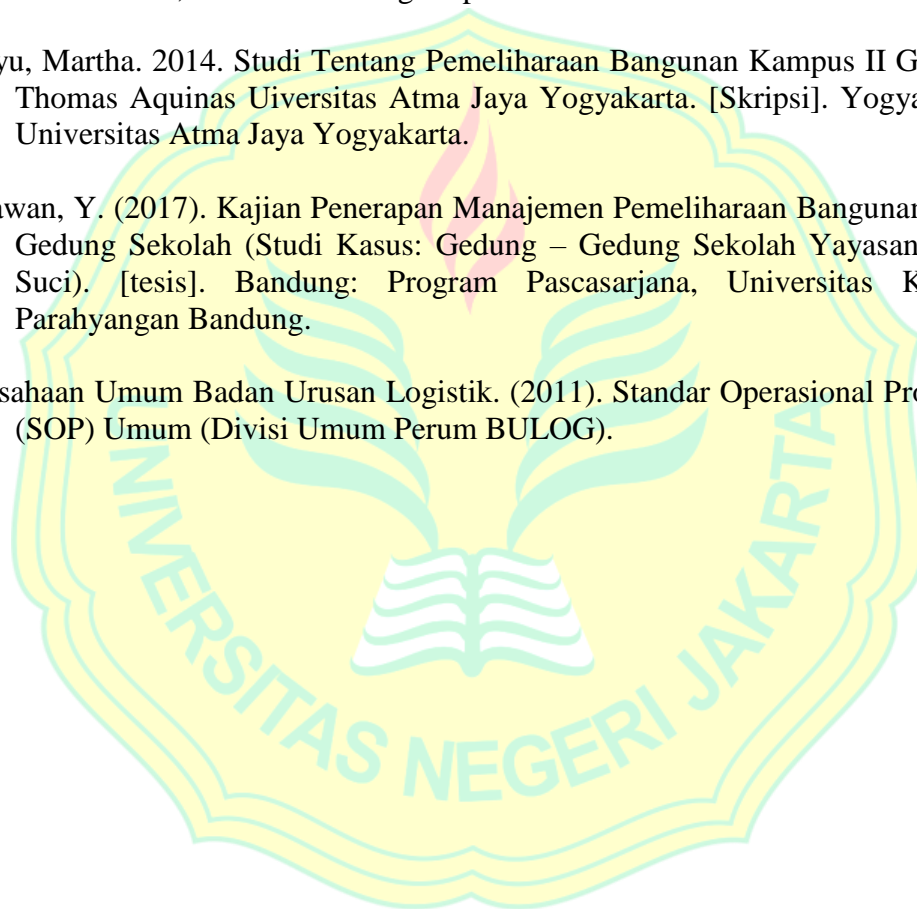 yu, Martha. 2014. Studi Tentang Pemeliharaan Bangunan Kampus II G
Thomas Aquinas Uiversitas Atma Jaya Yogyakarta. [Skripsi]. Yogya
Universitas Atma Jaya Yogyakarta.
awan, Y. (2017). Kajian Penerapan Manajemen Pemeliharaan Bangunan
Gedung Sekolah (Studi Kasus: Gedung – Gedung Sekolah Yayasan
Suci). [tesis]. Bandung: Program Pascasarjana, Universitas K
Parahyangan Bandung.
sahaan Umum Badan Urusan Logistik. (2011). Standar Operasional Pro
(SOP) Umum (Divisi Umum Perum BULOG).
UNIVERSITAS NEGERI JAKARTA